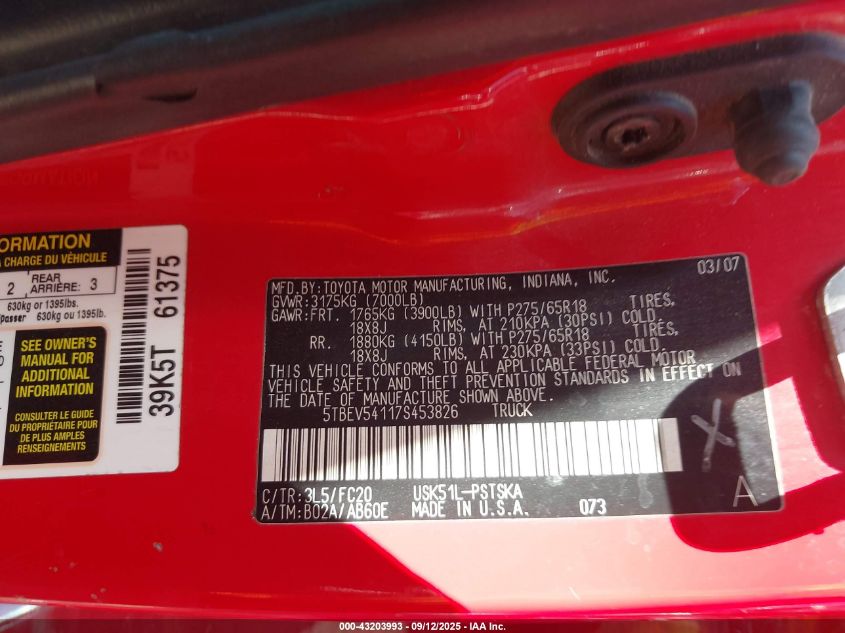 ORMATION
A CHARGE DU VÉHICULE
2 REAR ARRIÈRE: 3
630kg or 1395lbs.
passer 630kg ou 1395lb.
SEE OWNER'S
MANUAL FOR
ADDITIONAL
INFORMATION
CONSULTER LE GUIDE
DU PROPRIÉTAIRE
DE PLUS AMPLES
RENSEIGNEMENTS
39K5T 61375
MFD.BY:TOYOTA MOTOR MANUFACTURING, INDIANA, INC. 03/07
GVWR:3175KG (7000LB)
GAWR:FRT. 1765KG (3900LB) WITH P275/65R18 TIRES,
18X8J RIMS, AT 210KPA (30PSI) COLD.
RR. 1880KG (4150LB) WITH P275/65R18 TIRES,
18X8J RIMS, AT 230KPA (33PSI) COLD.
THIS VEHICLE CONFORMS TO ALL APPLICABLE FEDERAL MOTOR
VEHICLE SAFETY AND THEFT PREVENTION STANDARDS IN EFFECT ON
THE DATE OF MANUFACTURE SHOWN ABOVE.
5TBEV54117S453826 TRUCK
C/TR:3L5/FC20 USK51L-PSTSKA
A/TM:B02A/AB60E MADE IN U.S.A. 073
A
X
000-43203993 - 09/12/2025 - IAA Inc.